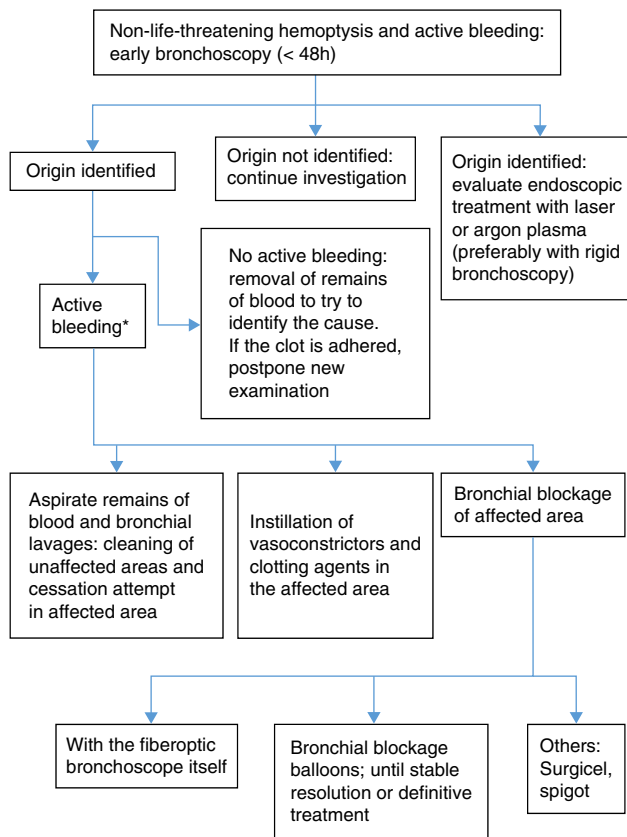 Non-life-threatening hemoptysis and active bleeding:
early bronchoscopy (< 48h)
Origin identified
Origin not identified:
continue investigation
Origin identified:
evaluate endoscopic
treatment with laser
or argon plasma
(preferably with rigid
bronchoscopy)
Active
bleeding*
No active bleeding:
removal of remains
of blood to try to
identify the cause.
If the clot is adhered,
postpone new
examination
Aspirate remains of
blood and bronchial
lavages: cleaning of
unaffected areas and
cessation attempt
in affected area
Instillation of
vasoconstrictors and
clotting agents in
the affected area
Bronchial blockage
of affected area
With the fiberoptic
bronchoscope itself
Bronchial blockage
balloons; until stable
resolution or definitive
treatment
Others:
Surgicel,
spigot